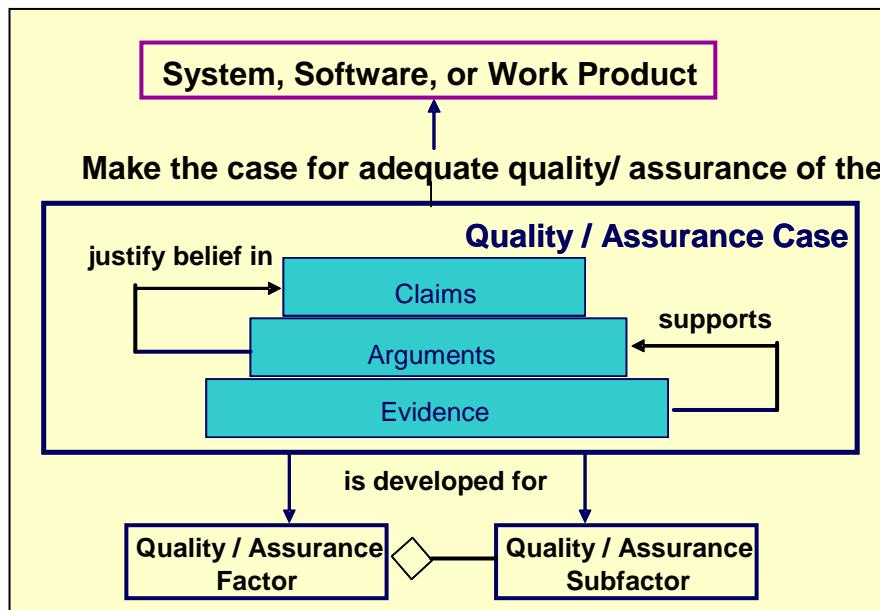 System, Software, or Work Product
Make the case for adequate quality/ assurance of the
Quality / Assurance Case
justify belief in
Claims
supports
Arguments
Evidence
is developed for
Quality / Assurance
Factor
Quality / Assurance
Subfactor